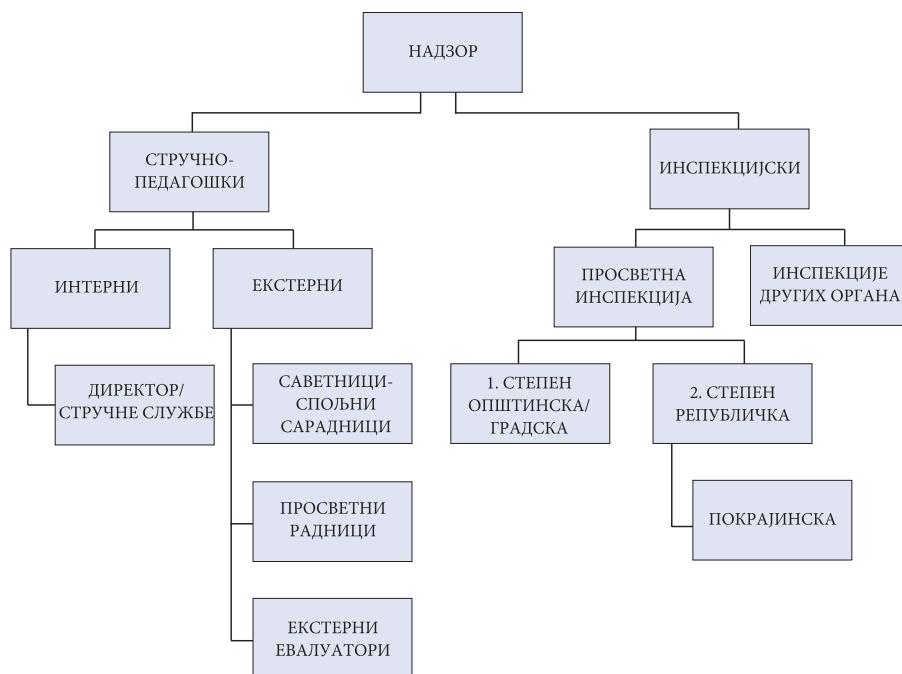 НАДЗОР
СТРУЧНО-
ПЕДАГОШКИ
ИНСПЕКЦИЈСКИ
ИНТЕРНИ
ЕКСТЕРНИ
ПРОСВЕТНА
ИНСПЕКЦИЈА
ИНСПЕКЦИЈЕ
ДРУГИХ ОРГАНА
ДИРЕКТОР/
СТРУЧНЕ СЛУЖБЕ
САВЕТНИЦИ-
СПОЉНИ
САРАДНИЦИ
1. СТЕПЕН
ОПШТИНСКА/
ГРАДСКА
2. СТЕПЕН
РЕПУБЛИЧКА
ПРОСВЕТНИ
РАДНИЦИ
ПОКРАЈИНСКА
ЕКСТЕРНИ
ЕВАЛУАТОРИ